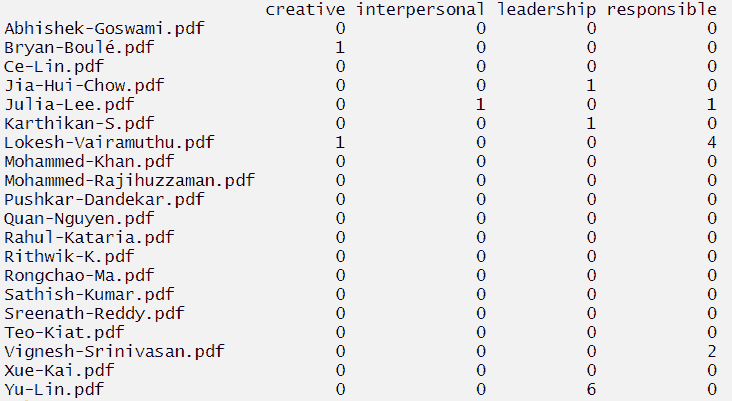 creative interpersonal leadership responsible
Abhishek-Goswami.pdf 0 0 0 0
Bryan-Boulé.pdf 1 0 0 0
Ce-Lin.pdf 0 0 0 0
Jia-Hui-Chow.pdf 0 0 1 0
Julia-Lee.pdf 0 1 0 1
Karthikan-S.pdf 0 0 1 0
Lokesh-Vairamuthu.pdf 1 0 0 4
Mohammed-Khan.pdf 0 0 0 0
Mohammed-Rajihuzzaman.pdf 0 0 0 0
Pushkar-Dandekar.pdf 0 0 0 0
Quan-Nguyen.pdf 0 0 0 0
Rahul-Kataria.pdf 0 0 0 0
Rithwik-K.pdf 0 0 0 0
Rongchao-Ma.pdf 0 0 0 0
Sathish-Kumar.pdf 0 0 0 0
Sreenath-Reddy.pdf 0 0 0 0
Teo-Kiat.pdf 0 0 0 0
Vignesh-Srinivasan.pdf 0 0 0 2
Xue-Kai.pdf 0 0 0 0
Yu-Lin.pdf 0 0 6 0